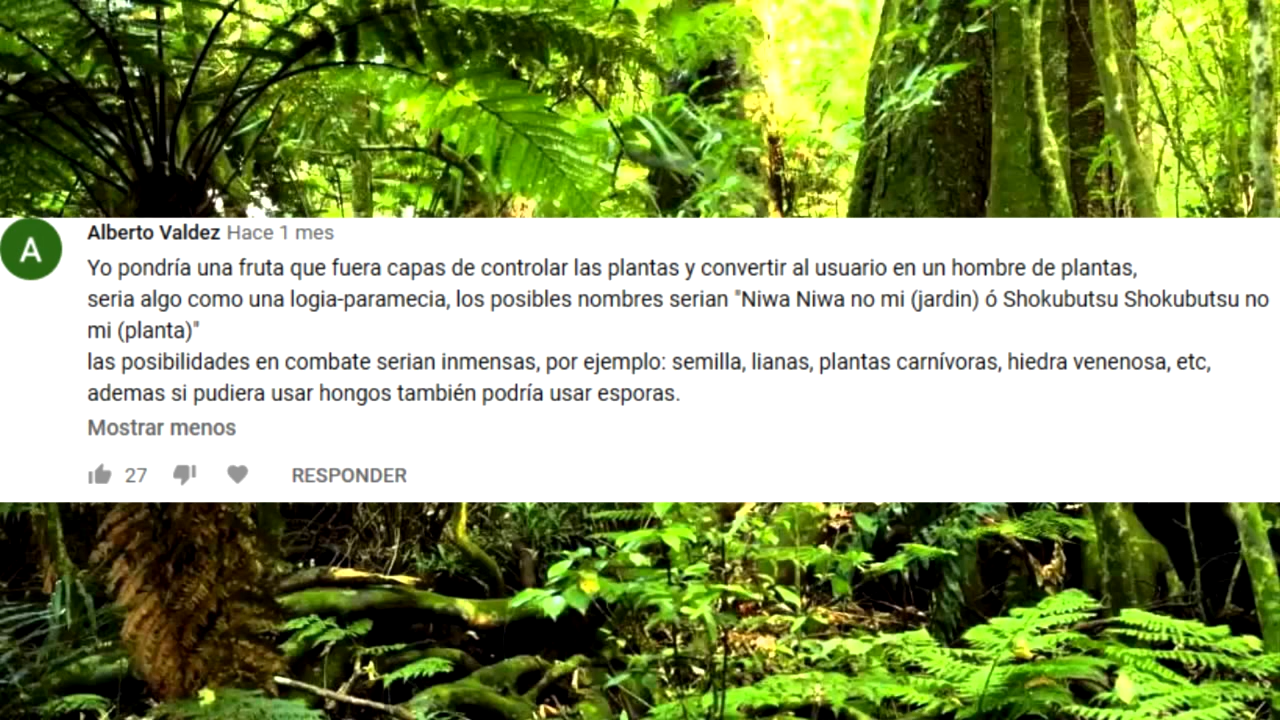 A
Alberto Valdez Hace 1 mes
Yo pondría una fruta que fuera capas de controlar las plantas y convertir al usuario en un hombre de plantas,
seria algo como una logia-paramecia, los posibles nombres serian "Niwa Niwa no mi (jardin) ó Shokubutsu Shokubutsu no
mi (planta)"
las posibilidades en combate serian inmensas, por ejemplo: semilla, lianas, plantas carnívoras, hiedra venenosa, etc,
ademas si pudiera usar hongos también podría usar esporas.
Mostrar menos
27 RESPONDER